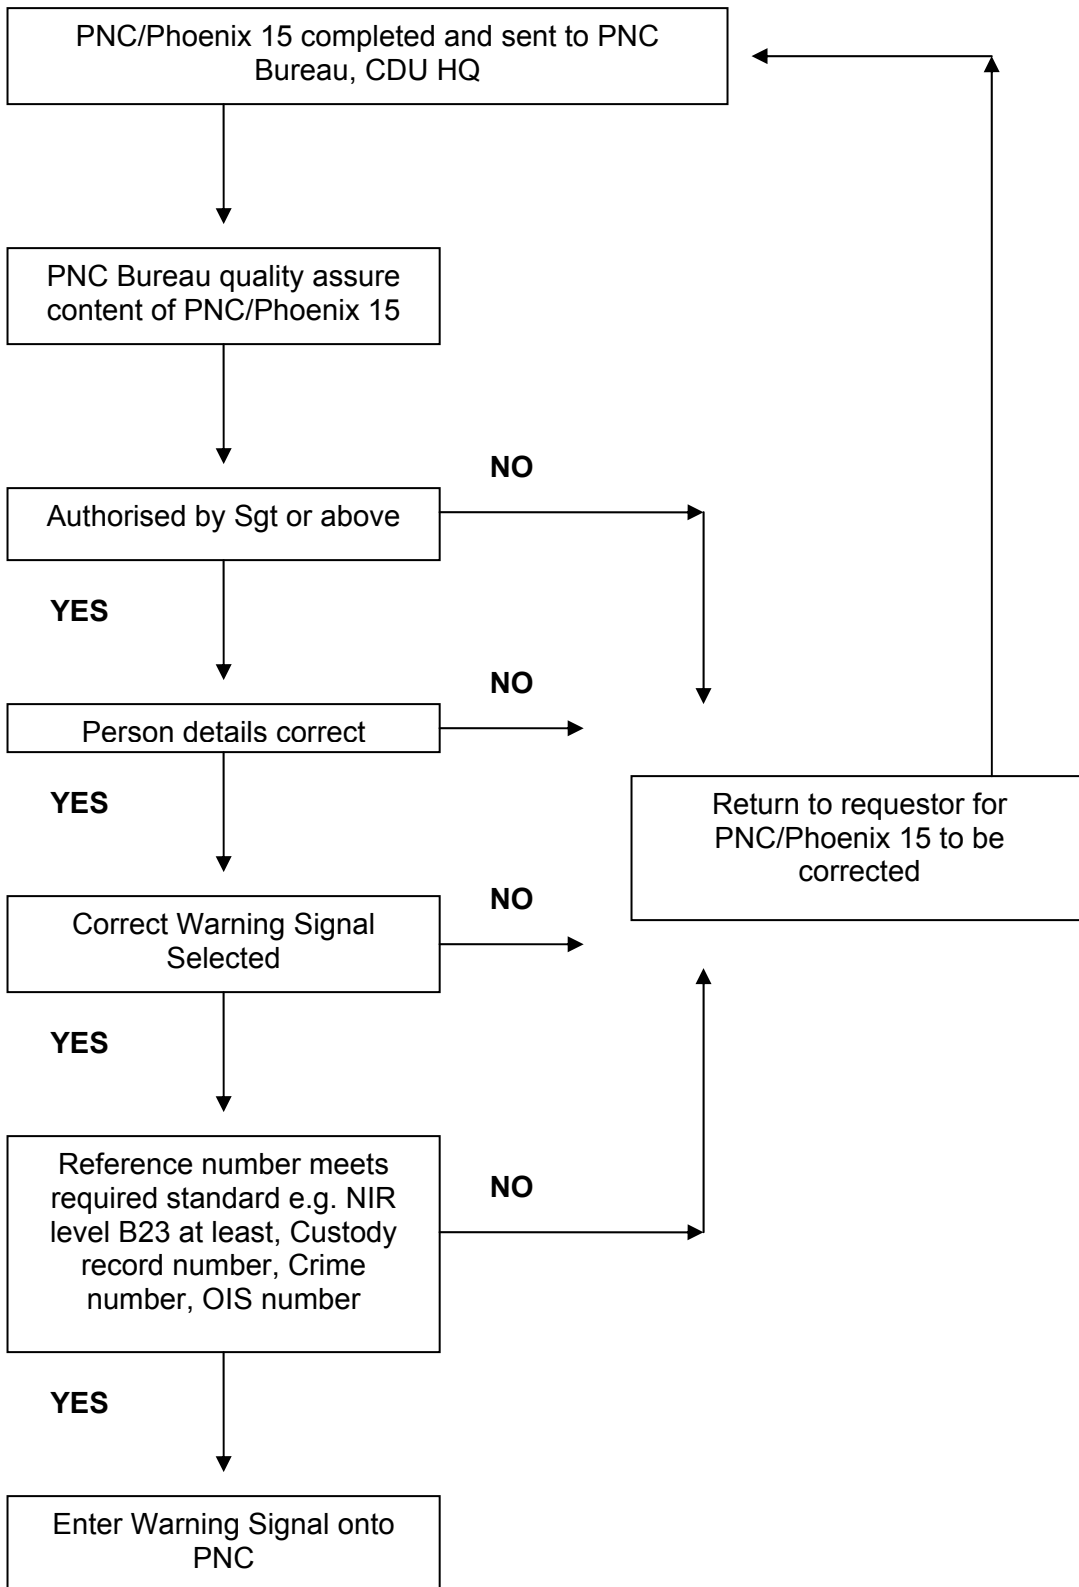 PNC/Phoenix 15 completed and sent to PNC
Bureau, CDU HQ
PNC Bureau quality assure
content of PNC/Phoenix 15
NO
Authorised by Sgt or above
YES
NO
Person details correct
YES
Return to requestor for
PNC/Phoenix 15 to be
corrected
NO
Correct Warning Signal
Selected
YES
Reference number meets
required standard e.g. NIR
level B23 at least, Custody
record number, Crime
number, OIS number
NO
YES
Enter Warning Signal onto
PNC